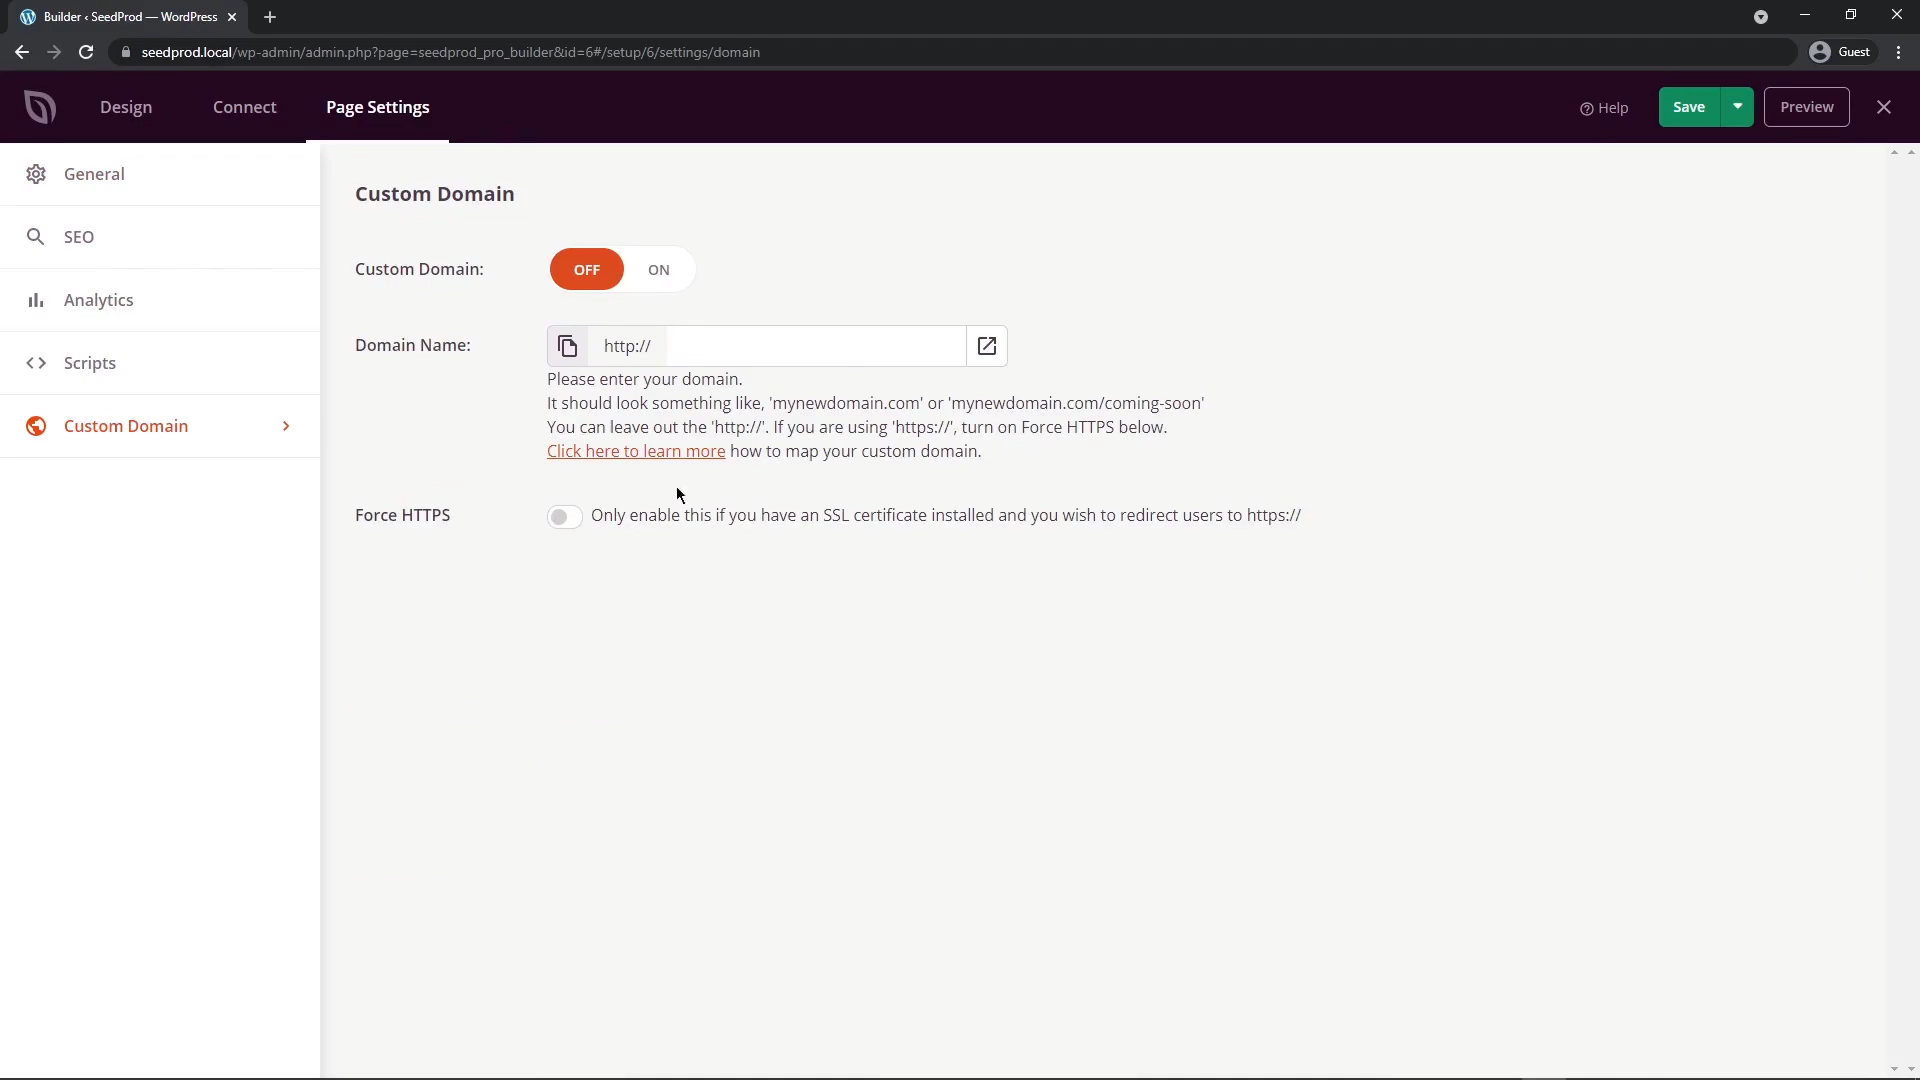 Builder ‹ SeedProd — WordPress
seedprod.local/wp-admin/admin.php?page=seedprod_pro_builder&id=6#/setup/6/settings/domain
Guest
Design
Connect
Page Settings
Help
Save
Preview
General
SEO
Analytics
Scripts
Custom Domain
Custom Domain
Custom Domain:
OFF
ON
Domain Name:
http://
Please enter your domain.
It should look something like, 'mynewdomain.com' or 'mynewdomain.com/coming-soon'
You can leave out the 'http://'. If you are using 'https://', turn on Force HTTPS below.
Click here to learn more how to map your custom domain.
Force HTTPS
Only enable this if you have an SSL certificate installed and you wish to redirect users to https://